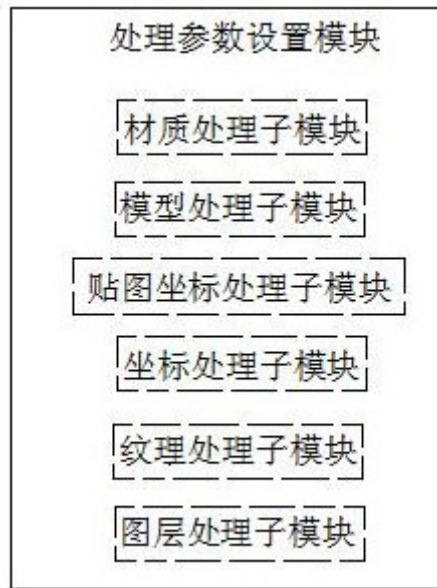 处理参数设置模块
材质处理子模块
模型处理子模块
贴图坐标处理子模块
坐标处理子模块
纹理处理子模块
图层处理子模块